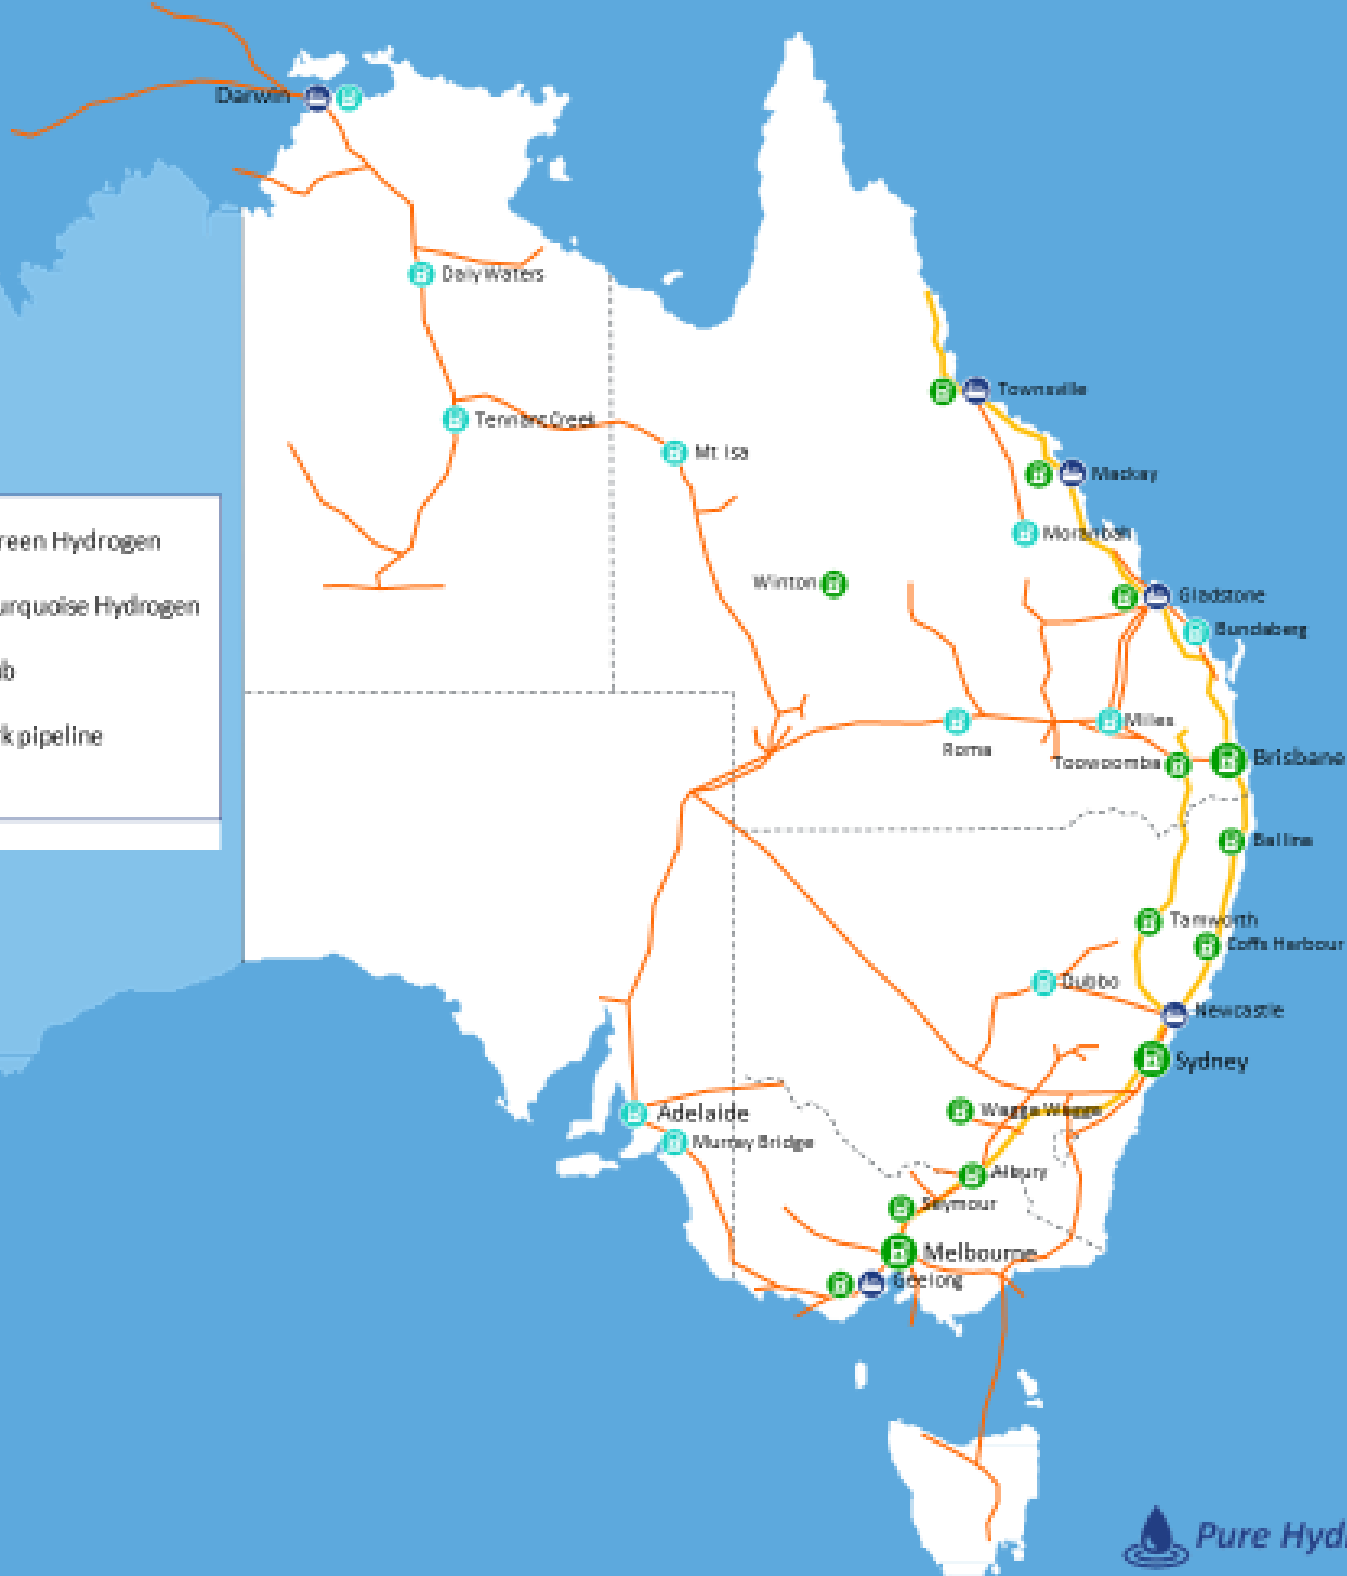 Darwin
Daly Waters
Tennant Creek
Mt Isa
Townsville
Mackay
Moranbah
Winton
Gladstone
Bundaberg
Roma
Miles
Toowoomba
Brisbane
Ballina
Tamworth
Coffs Harbour
Dubbo
Newcastle
Sydney
Wagga Wagga
Adelaide
Murray Bridge
Albury
Seymour
Melbourne
Geelong
reen Hydrogen
urquoise Hydrogen
b
k pipeline
Pure Hyd